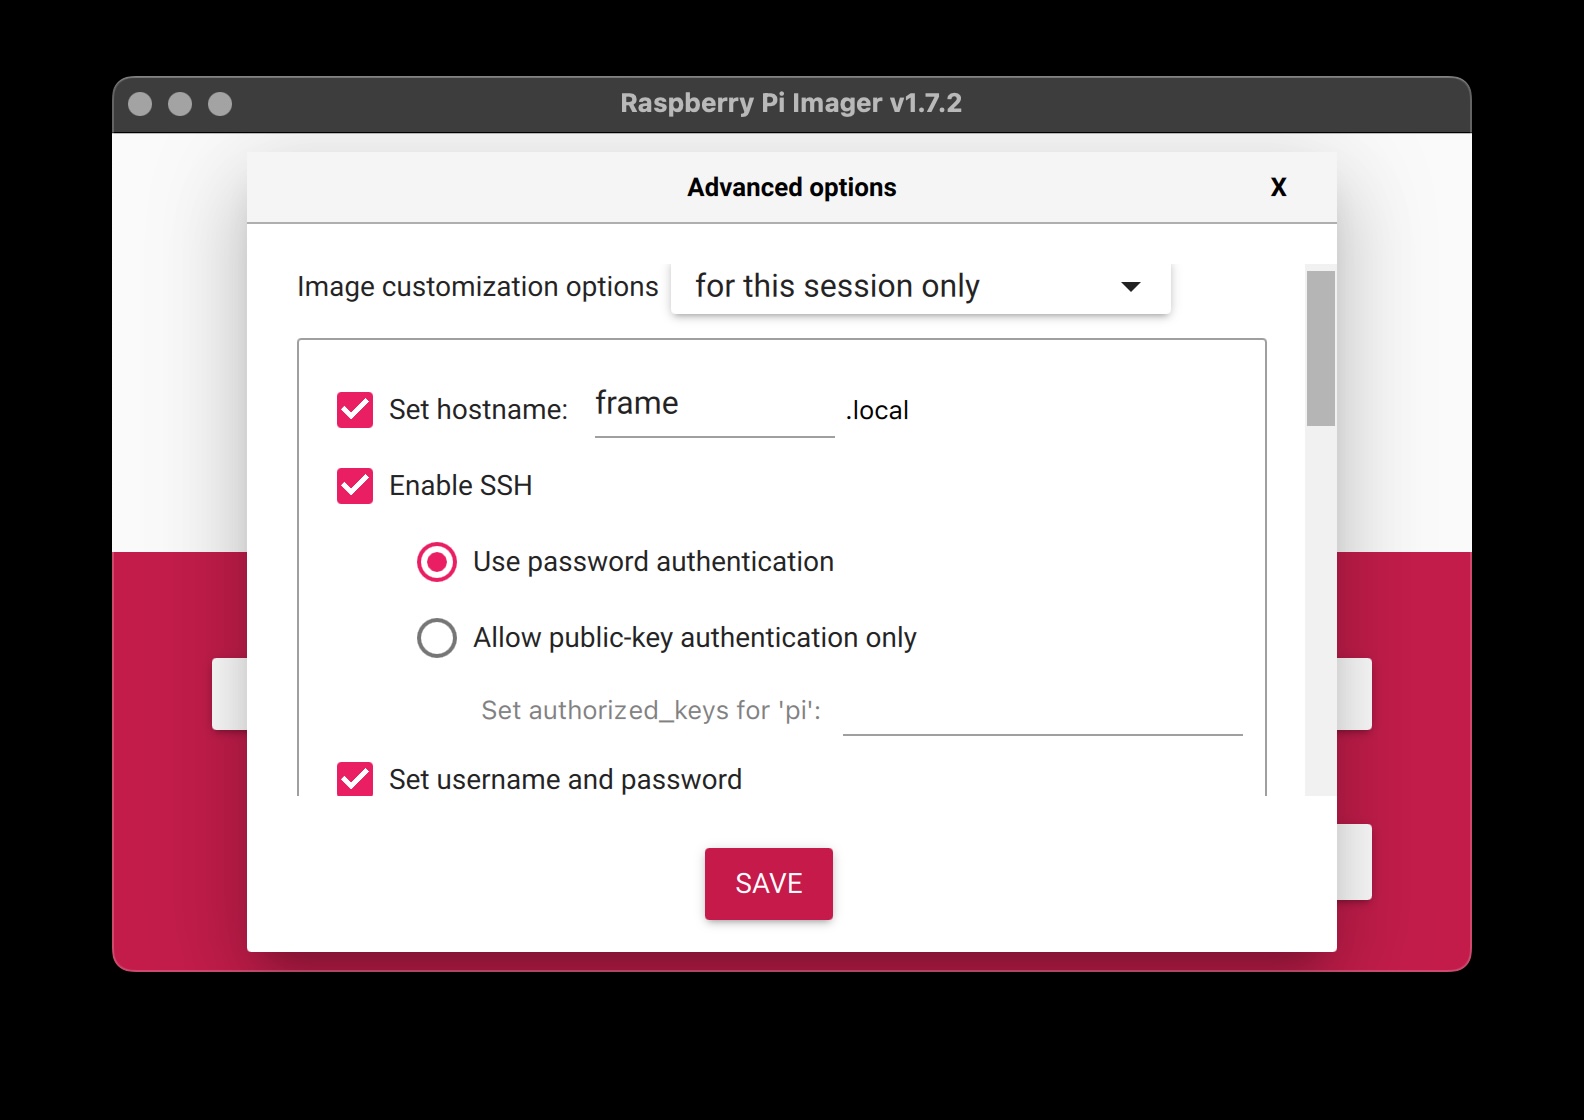 Raspberry Pi Imager v1.7.2
Advanced options X
Image customization options for this session only
Set hostname: frame .local
Enable SSH
Use password authentication
Allow public-key authentication only
Set authorized_keys for 'pi':
Set username and password
SAVE